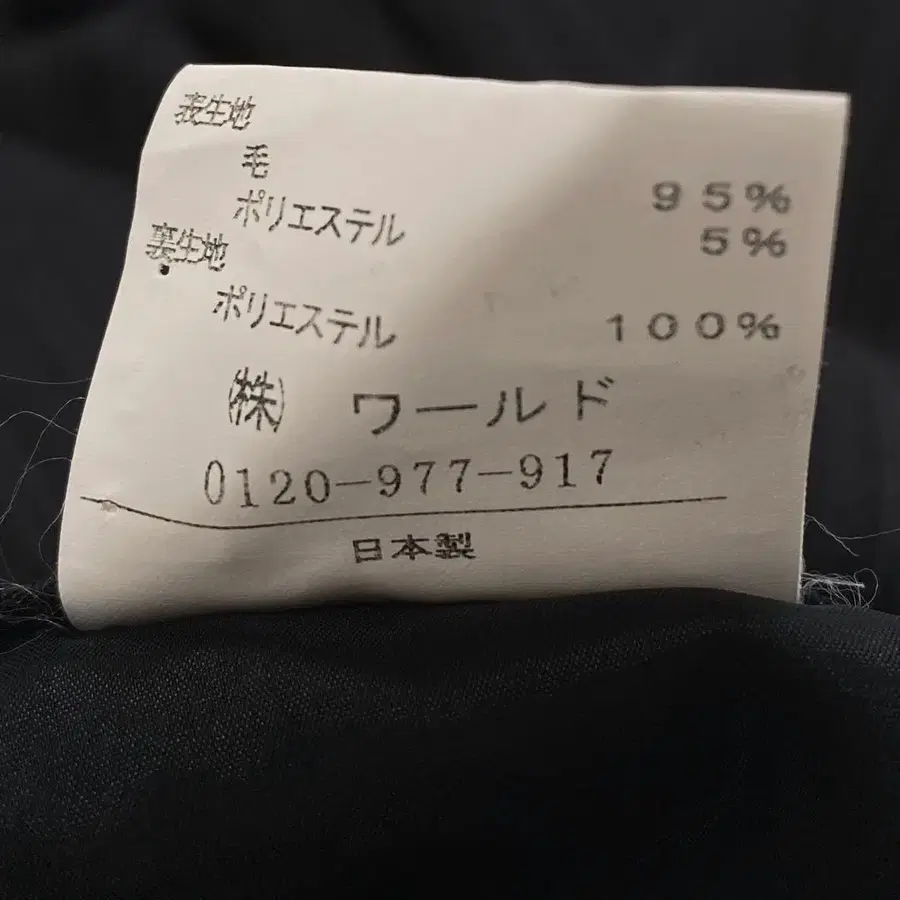 表生地
毛 95%
ポリエステル 5%
裏生地
ポリエステル 100%
㈱ ワールド
0120-977-917
日本製